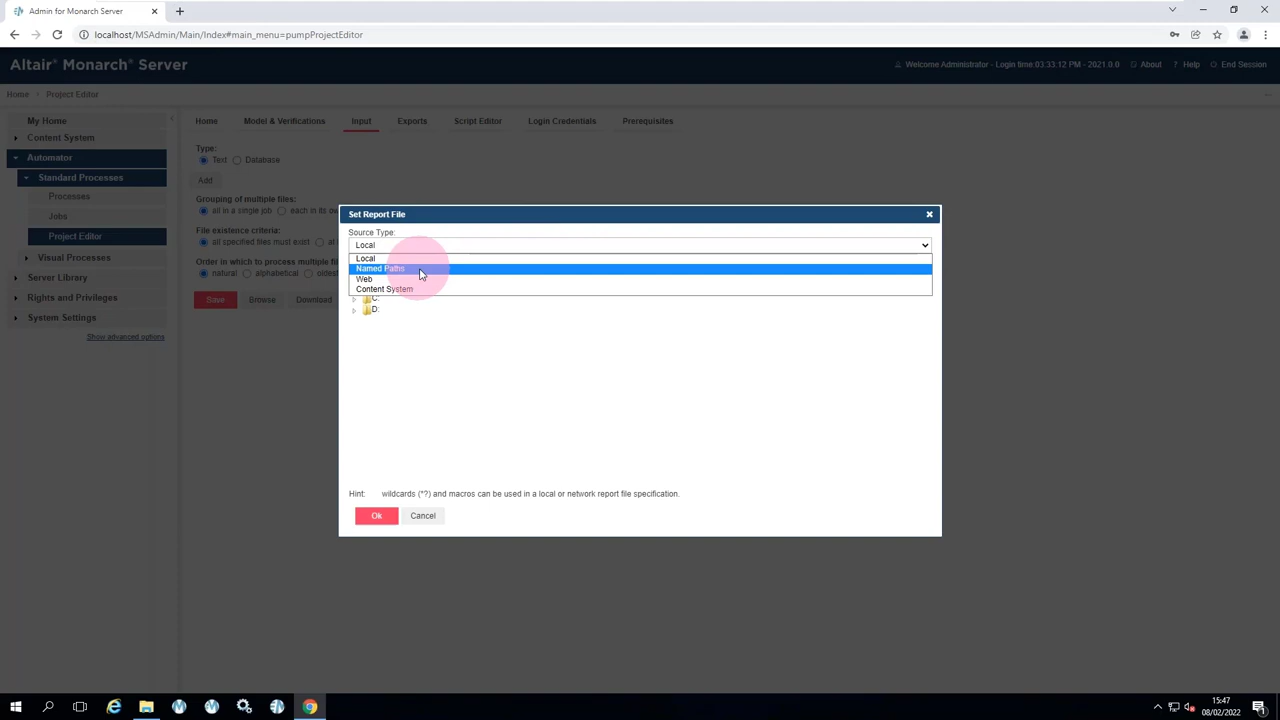 Admin for Monarch Server
localhost/MSAdmin/Main/Index#main_menu=pumpProjectEditor
Altair® Monarch® Server
Welcome Administrator - Login time:03:33:12 PM - 2021.0.0 About ? Help End Session
Home Project Editor
My Home
Content System
Automator
Standard Processes
Processes
Jobs
Project Editor
Visual Processes
Server Library
Rights and Privileges
System Settings
Show advanced options
Home Model & Verifications Input Exports Script Editor Login Credentials Prerequisites
Type:
Text Database
Add
Grouping of multiple files:
all in a single job each in its ow
File existence criteria:
all specified files must exist
Order in which to process multiple fil
natural alphabetical oldest
Save Browse Download
Set Report File
Source Type:
Local
Local
Named Paths
Web
Content System
C:
D:
Hint: wildcards (*?) and macros can be used in a local or network report file specification.
Ok Cancel
15:47
08/02/2022